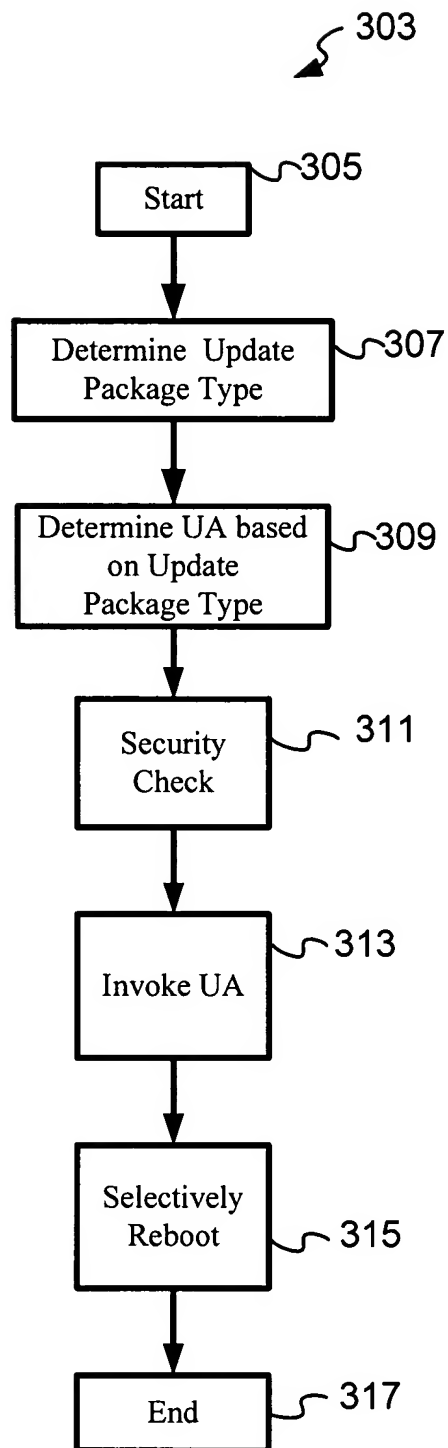 303
Start
305
Determine Update
Package Type
307
Determine UA based
on Update
Package Type
309
Security
Check
311
Invoke UA
313
Selectively
Reboot
315
End
317